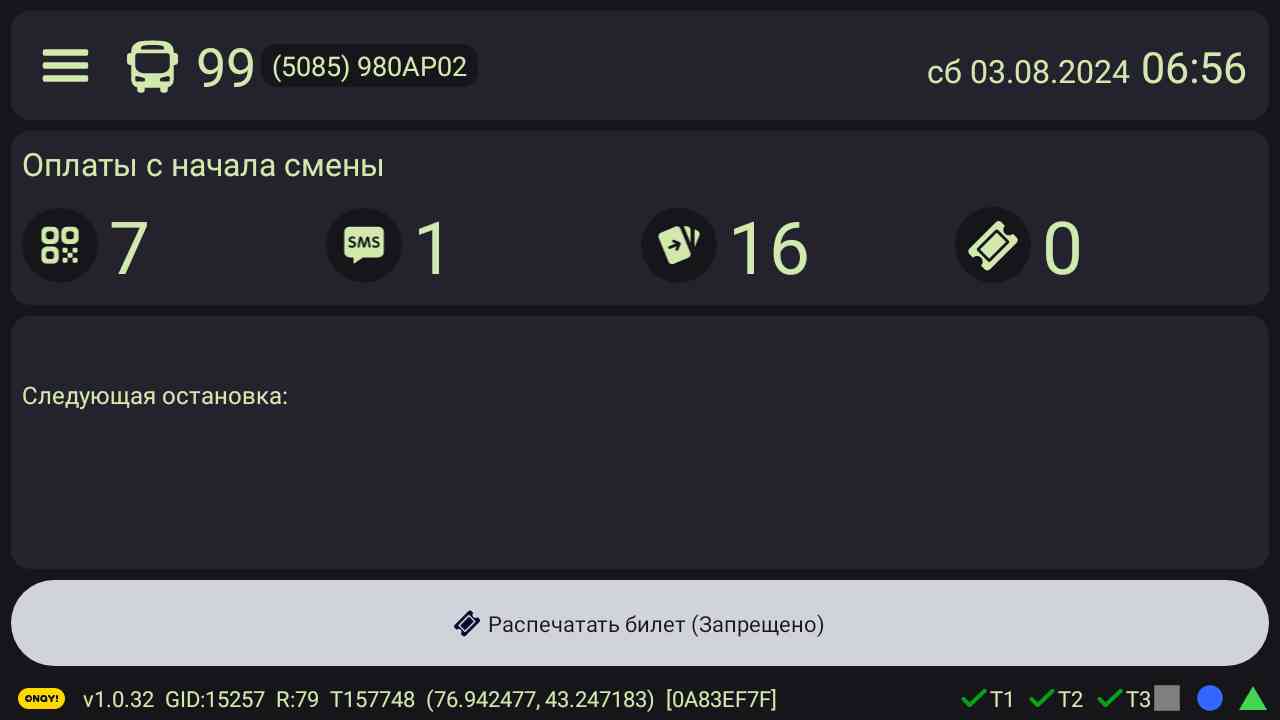 99 (5085) 980AP02 сб 03.08.2024 06:56
Оплаты с начала смены
7 SMS 1 16 0
Следующая остановка:
Распечатать билет (Запрещено)
ONAY! v1.0.32 GID:15257 R:79 T157748 (76.942477, 43.247183) [0A83EF7F] T1 T2 T3